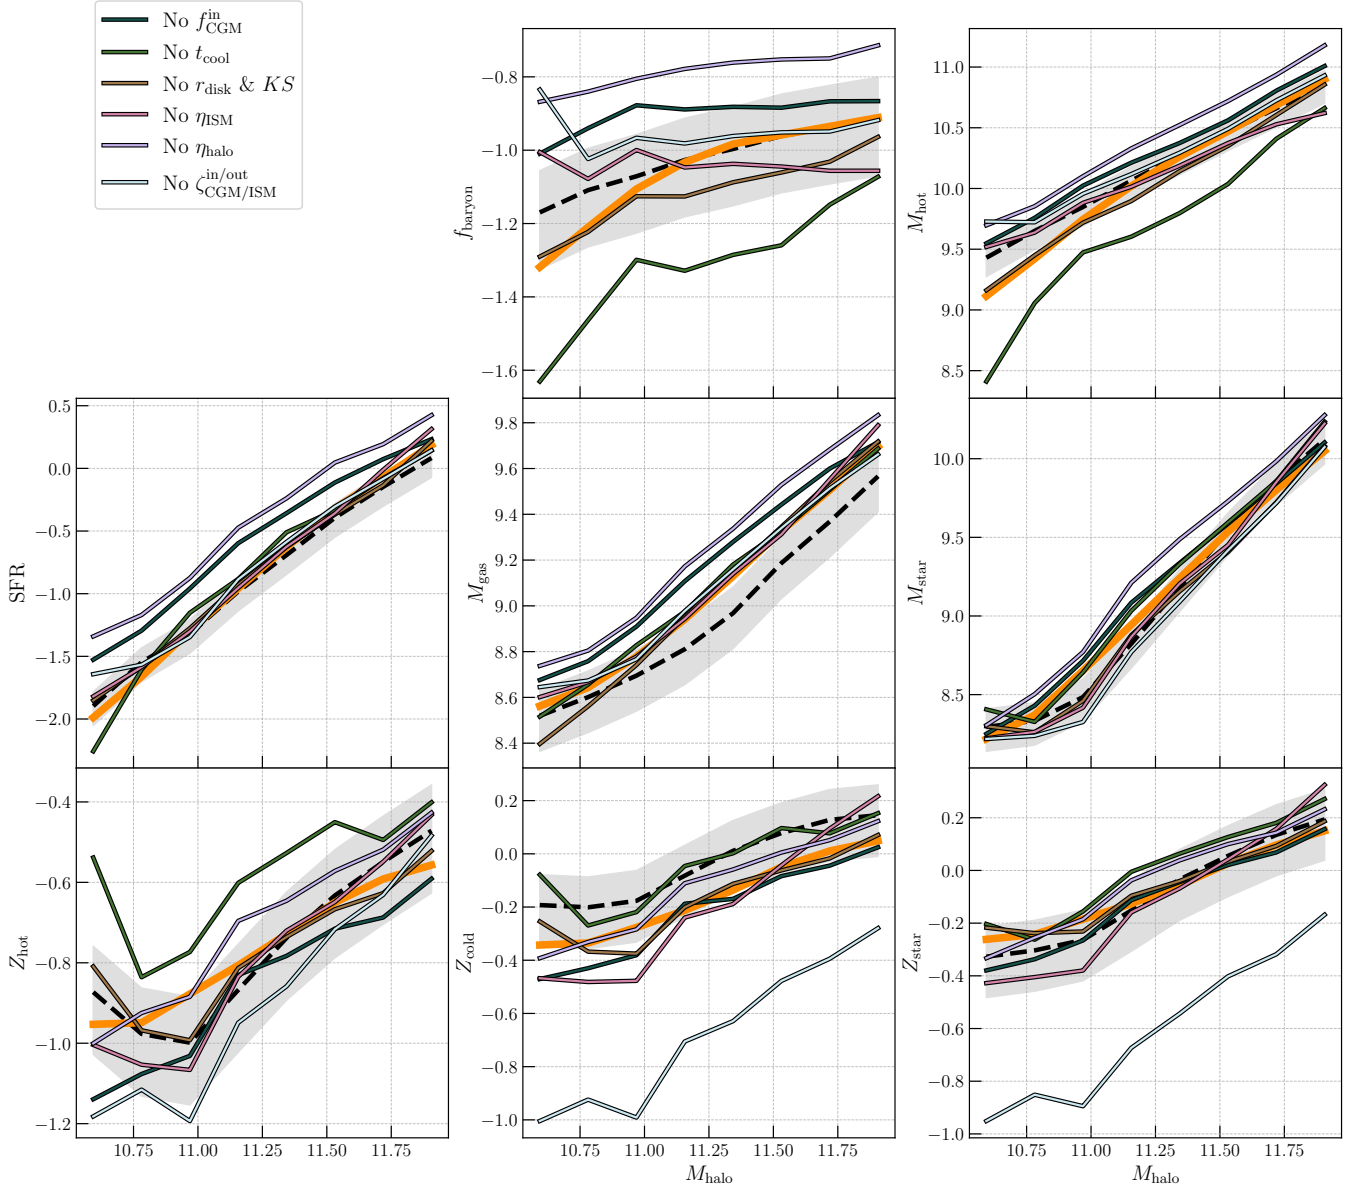 No f_CGM^in
No t_cool
No r_disk & KS
No η_ISM
No η_halo
No ζ_CGM/ISM^in/out
−0.8
−1.0
−1.2
−1.4
−1.6
f_baryon
11.0
10.5
10.0
9.5
9.0
8.5
M_hot
0.5
0.0
−0.5
−1.0
−1.5
−2.0
SFR
9.8
9.6
9.4
9.2
9.0
8.8
8.6
8.4
M_gas
10.0
9.5
9.0
8.5
M_star
−0.4
−0.6
−0.8
−1.0
−1.2
Z_hot
10.75 11.00 11.25 11.50 11.75
0.2
0.0
−0.2
−0.4
−0.6
−0.8
−1.0
Z_cold
10.75 11.00 11.25 11.50 11.75
M_halo
0.2
0.0
−0.2
−0.4
−0.6
−0.8
−1.0
Z_star
10.75 11.00 11.25 11.50 11.75
M_halo